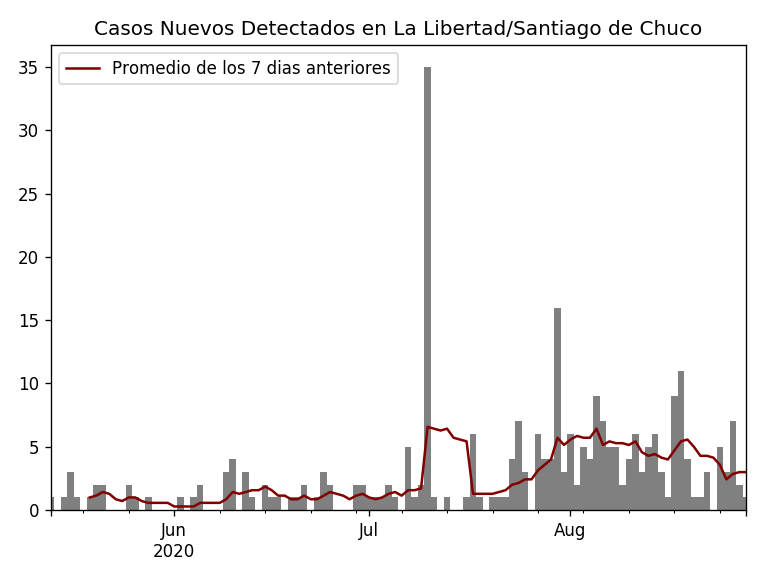 Casos Nuevos Detectados en La Libertad/Santiago de Chuco
Promedio de los 7 dias anteriores
35
30
25
20
15
10
5
0
Jun
2020
Jul
Aug